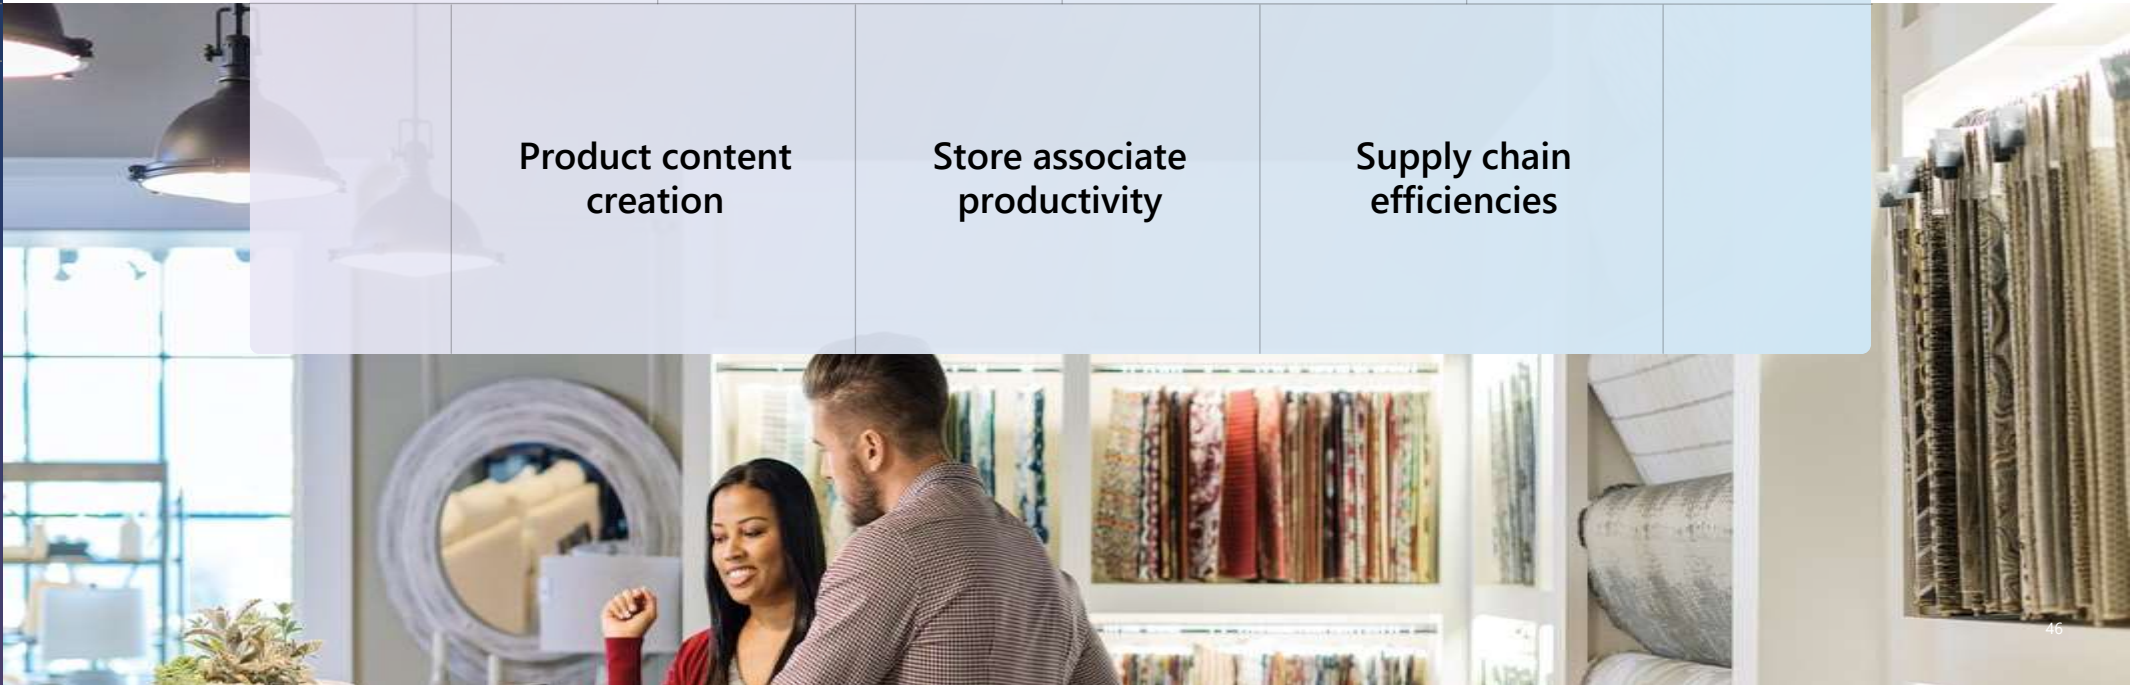 Product content
creation
Store associate
productivity
Supply chain
efficiencies
46